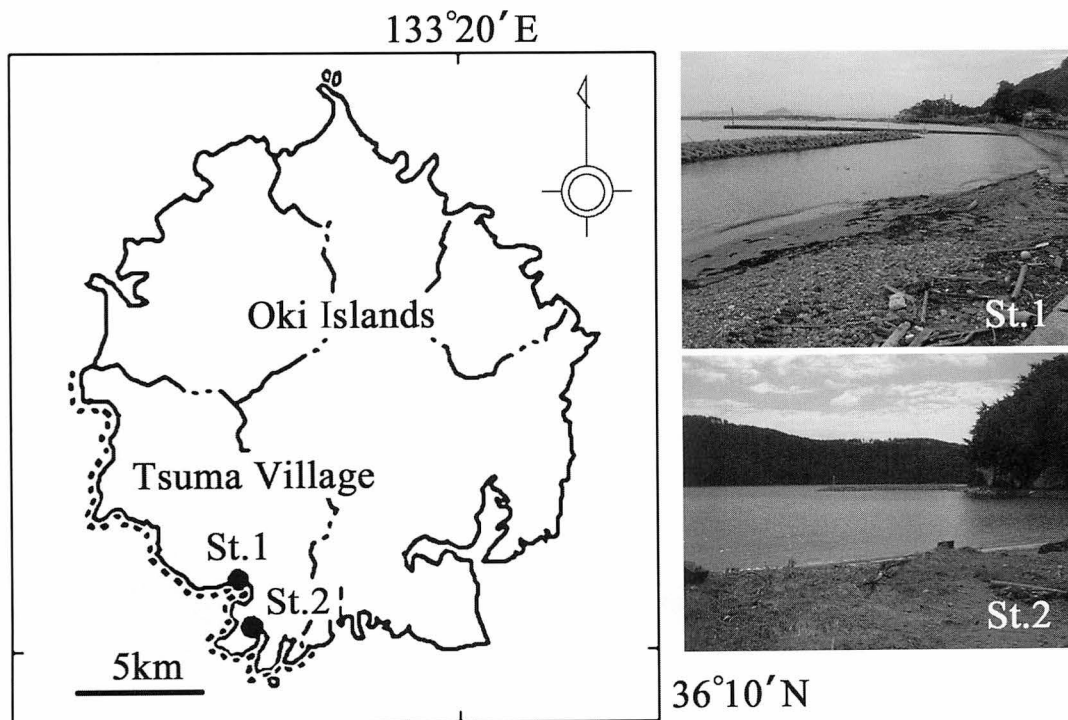 133°20′E
Oki Islands
Tsuma Village
St.1
St.2
5km
36°10′N
St.1
St.2